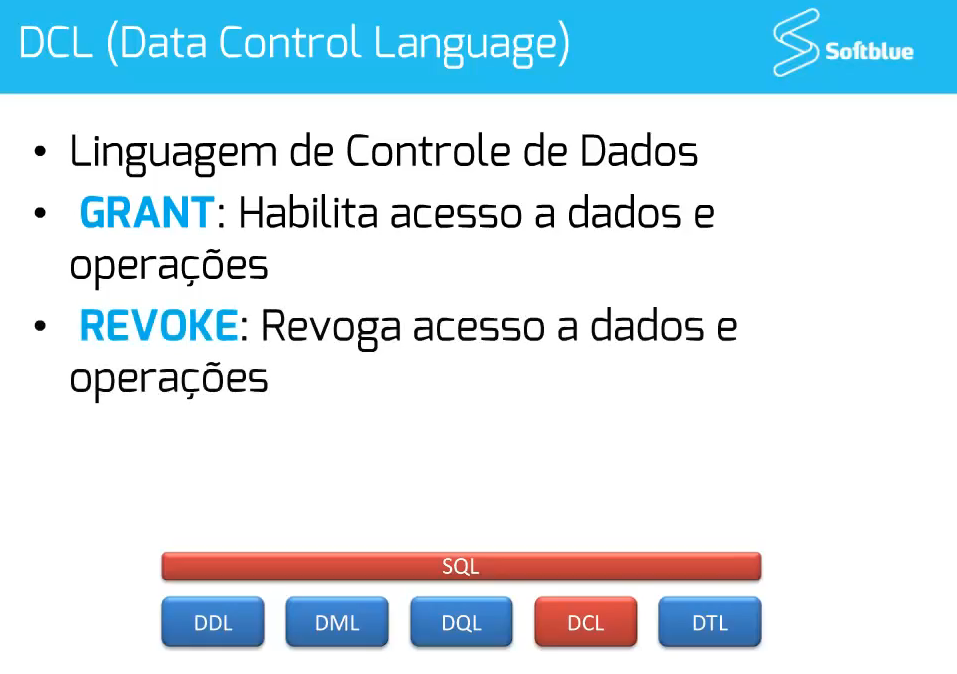 DCL (Data Control Language)
Softblue
• Linguagem de Controle de Dados
• GRANT: Habilita acesso a dados e
operações
• REVOKE: Revoga acesso a dados e
operações
SQL
DDL DML DQL DCL DTL